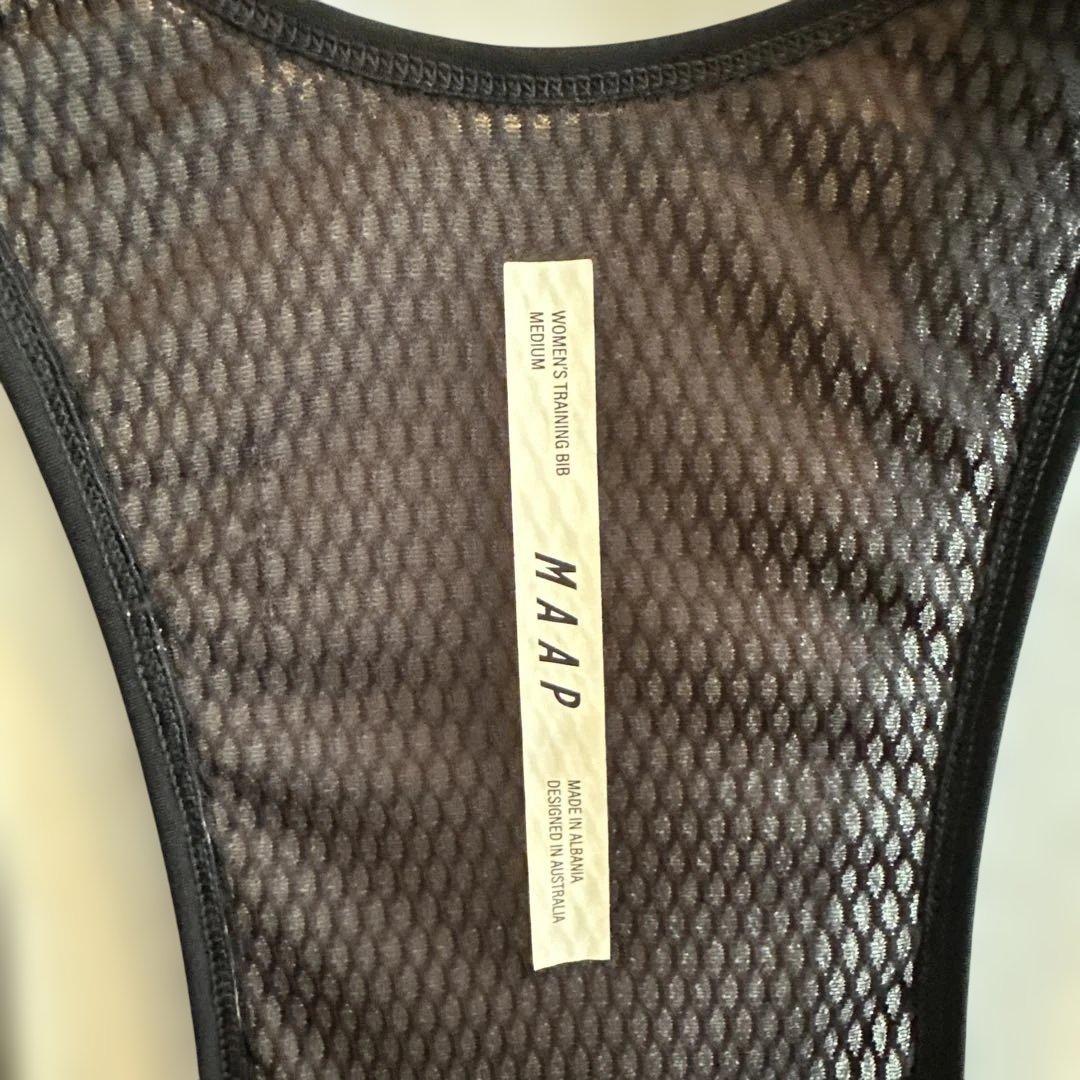 WOMEN'S TRAINING BIB
MEDIUM
MAAP
MADE IN ALBANIA
DESIGNED IN AUSTRALIA